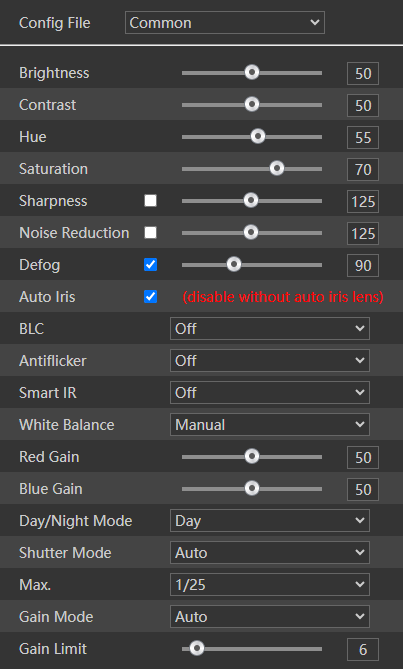 Config File Common
Brightness 50
Contrast 50
Hue 55
Saturation 70
Sharpness 125
Noise Reduction 125
Defog 90
Auto Iris (disable without auto iris lens)
BLC Off
Antiflicker Off
Smart IR Off
White Balance Manual
Red Gain 50
Blue Gain 50
Day/Night Mode Day
Shutter Mode Auto
Max. 1/25
Gain Mode Auto
Gain Limit 6